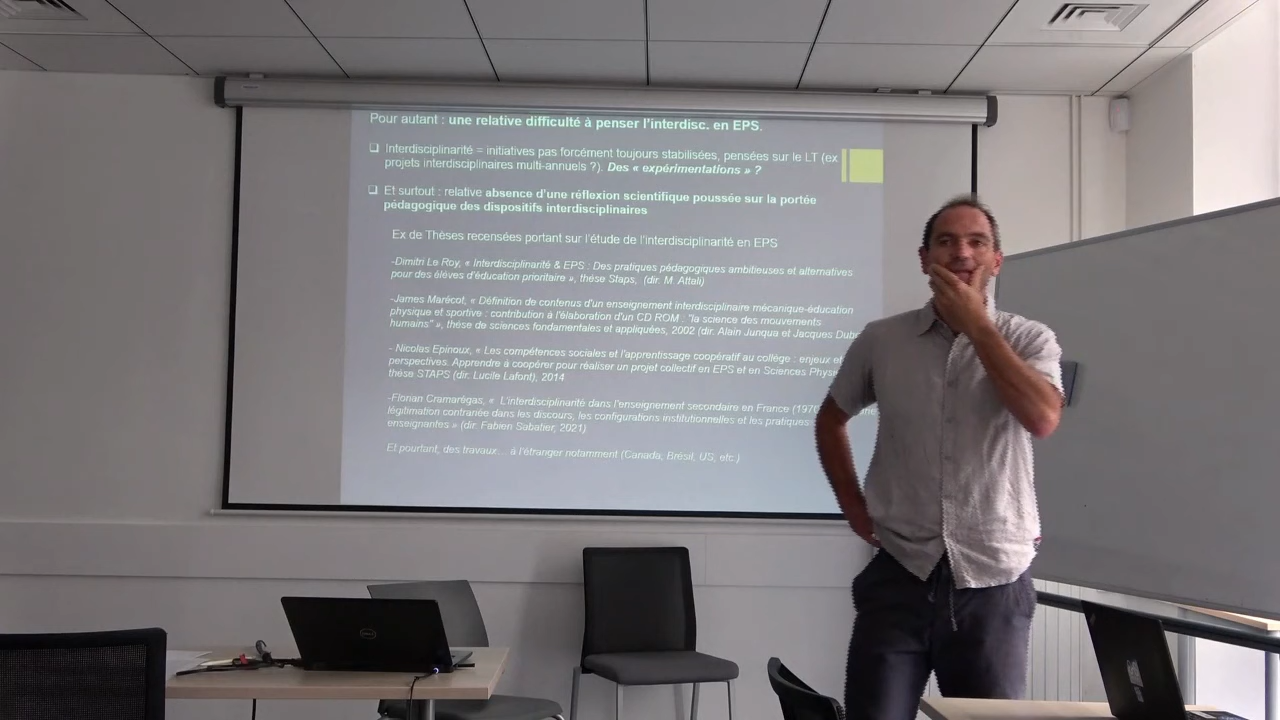 Pour autant : une relative difficulté à penser l'interdisc. en EPS.
❑ Interdisciplinarité = initiatives pas forcément toujours stabilisées, pensées sur le LT (ex
projets interdisciplinaires multi-annuels ?). Des « expérimentations » ?
❑ Et surtout : relative absence d'une réflexion scientifique poussée sur la portée
pédagogique des dispositifs interdisciplinaires
Ex de Thèses recensées portant sur l'étude de l'interdisciplinarité en EPS
-Dimitri Le Roy, « Interdisciplinarité & EPS : Des pratiques pédagogiques ambitieuses et alternatives
pour des élèves d'éducation prioritaire », thèse Staps, (dir. M. Attali)
-James Marécot, « Définition de contenus d'un enseignement interdisciplinaire mécanique-éducation
physique et sportive : contribution à l'élaboration d'un CD ROM : "la science des mouvements
humains" », thèse de sciences fondamentales et appliquées, 2002 (dir. Alain Junqua et Jacques
- Nicolas Epinoux, « Les compétences sociales et l'apprentissage coopératif au collège : enjeux et
perspectives. Apprendre à coopérer pour réaliser un projet collectif en EPS et en Sciences
thèse STAPS (dir. Lucile Lafont), 2014
-Florian Cramarégas, « L'interdisciplinarité dans l'enseignement secondaire en France
légitimation contrariée dans les discours, les configurations institutionnelles et les pratiques
enseignantes » (dir. Fabien Sabatier, 2021)
Et pourtant, des travaux... à l'étranger notamment (Canada, Brésil, US, etc.)
DELL